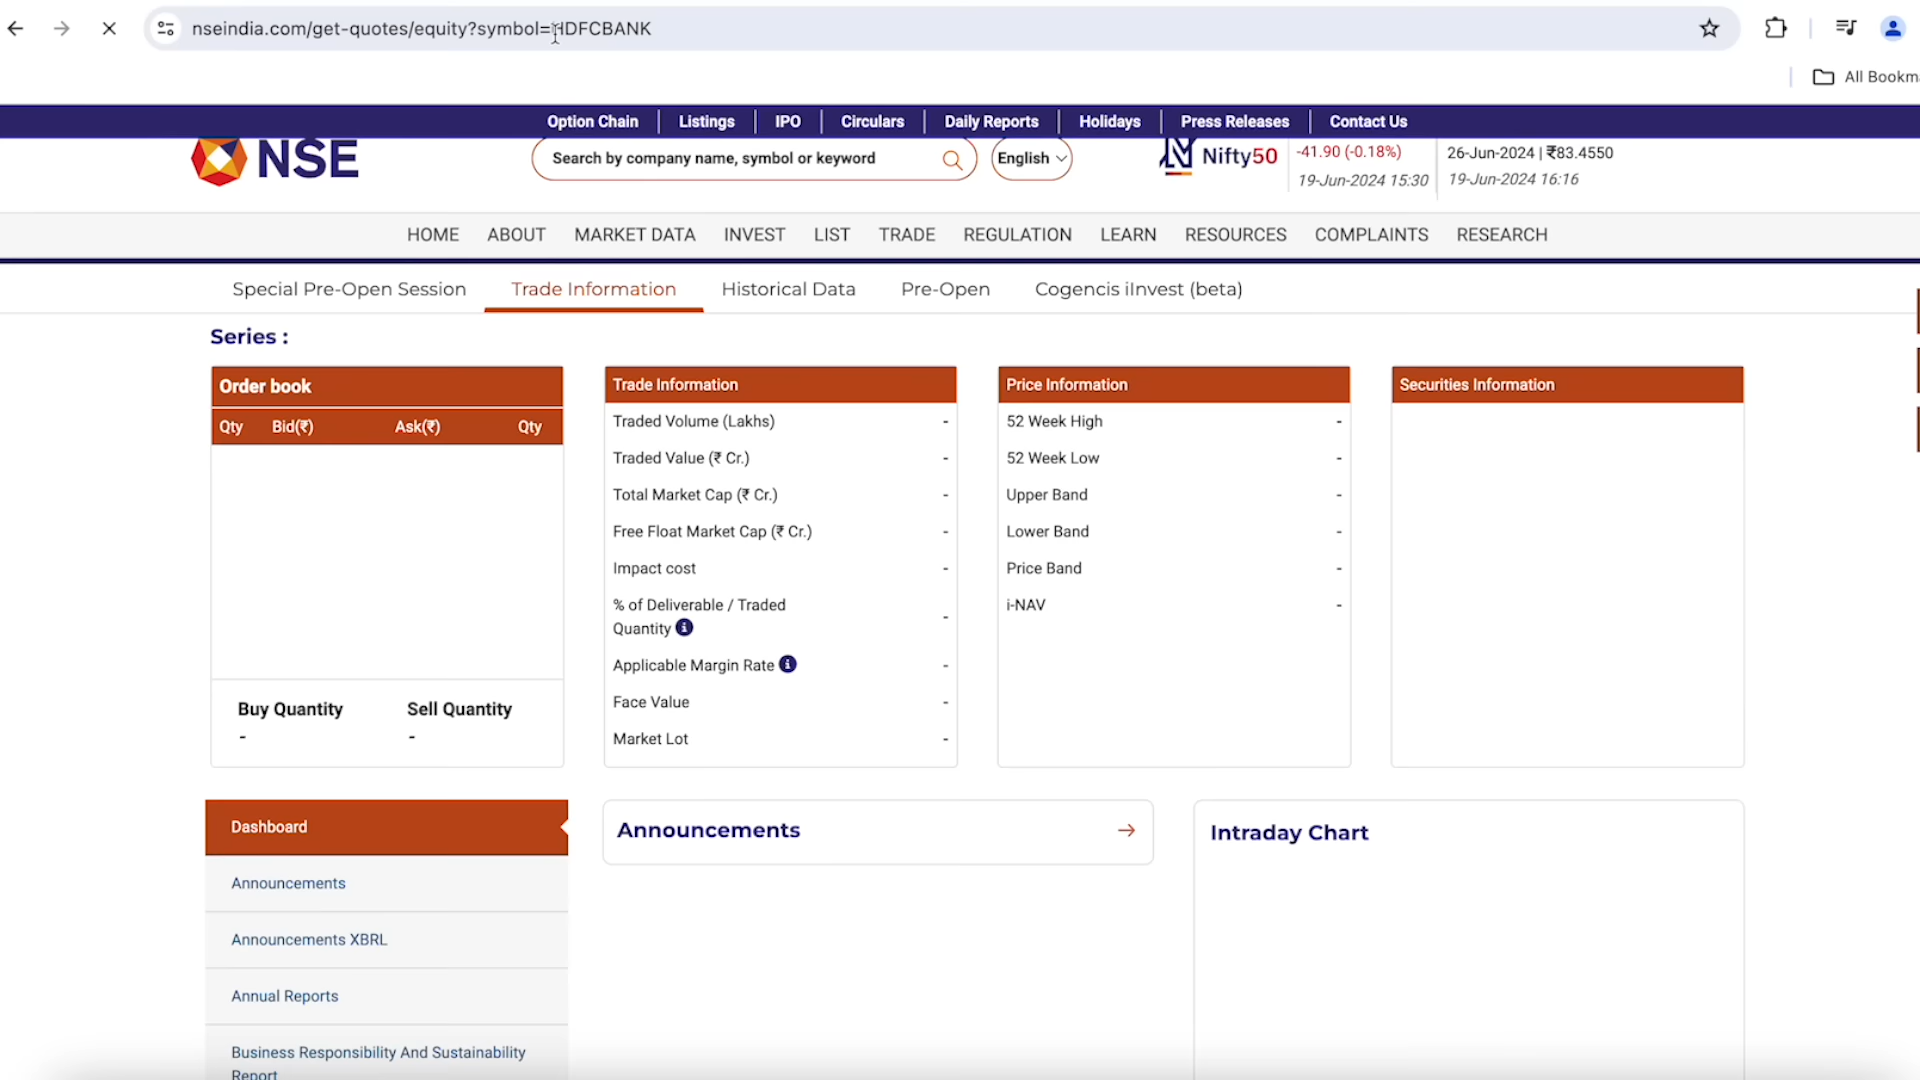 nseindia.com/get-quotes/equity?symbol=HDFCBANK
All Bookma
Option Chain
Listings
IPO
Circulars
Daily Reports
Holidays
Press Releases
Contact Us
NSE
Search by company name, symbol or keyword
English
Nifty50
-41.90 (-0.18%)
19-Jun-2024 15:30
26-Jun-2024 | ₹83.4550
19-Jun-2024 16:16
HOME
ABOUT
MARKET DATA
INVEST
LIST
TRADE
REGULATION
LEARN
RESOURCES
COMPLAINTS
RESEARCH
Special Pre-Open Session
Trade Information
Historical Data
Pre-Open
Cogencis iInvest (beta)
Series :
Order book
Qty Bid(₹) Ask(₹) Qty
Buy Quantity Sell Quantity
- -
Trade Information
Traded Volume (Lakhs) -
Traded Value (₹ Cr.) -
Total Market Cap (₹ Cr.) -
Free Float Market Cap (₹ Cr.) -
Impact cost -
% of Deliverable / Traded
Quantity -
Applicable Margin Rate -
Face Value -
Market Lot -
Price Information
52 Week High -
52 Week Low -
Upper Band -
Lower Band -
Price Band -
i-NAV -
Securities Information
Dashboard
Announcements
Announcements XBRL
Annual Reports
Business Responsibility And Sustainability
Report
Announcements
Intraday Chart